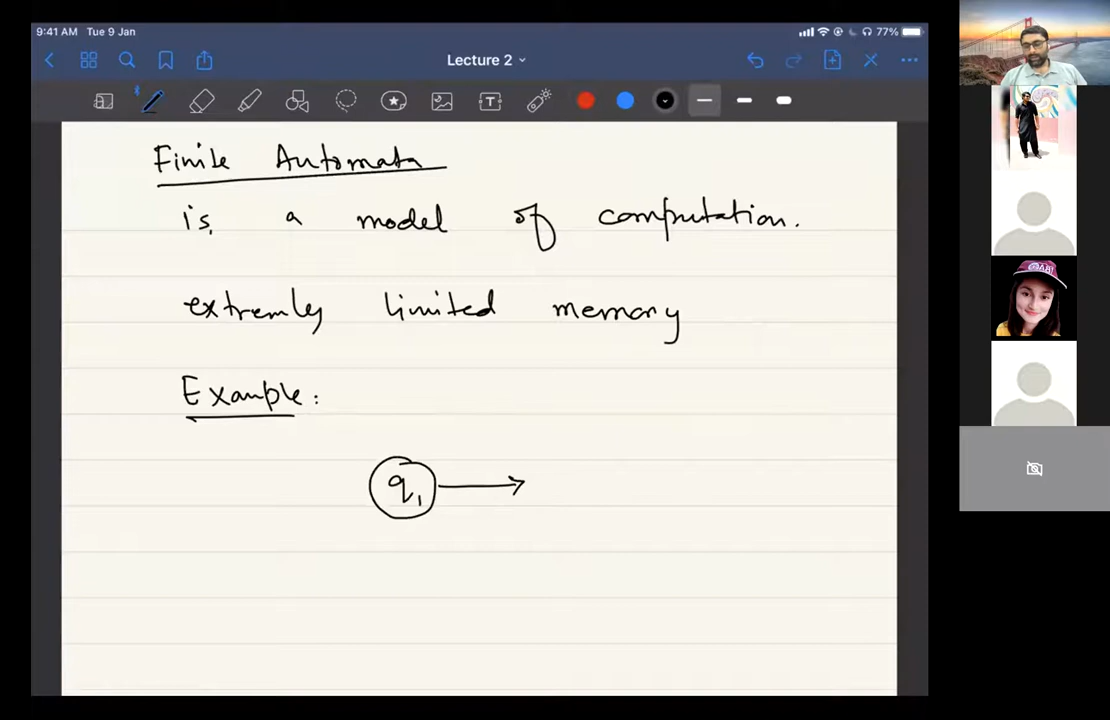 9:41 AM Tue 9 Jan
77%
Lecture 2
T
Finite Automata
is a model of computation.
extremly limited memory
Example:
q1